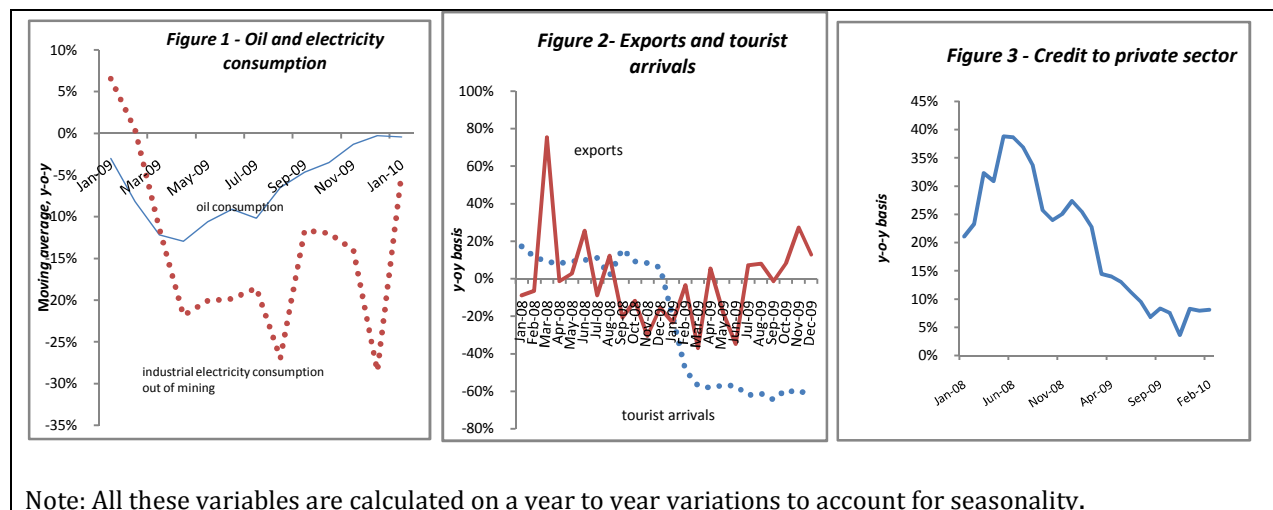 Figure 1 - Oil and electricity
consumption
10%
5%
0%
-5%
-10%
-15%
-20%
-25%
-30%
-35%
Moving average, y-o-y
Jan-09
Mar-09
May-09
Jul-09
Sep-09
Nov-09
Jan-10
oil consumption
industrial electricity consumption
out of mining
Figure 2- Exports and tourist
arrivals
100%
80%
60%
40%
20%
0%
-20%
-40%
-60%
-80%
y-oy basis
exports
Jan-08
Feb-08
Mar-08
Apr-08
May-08
Jun-08
Jul-08
Aug-08
Sep-08
Oct-08
Nov-08
Dec-08
Jan-09
Feb-09
Mar-09
Apr-09
May-09
Jun-09
Jul-09
Aug-09
Sep-09
Oct-09
Nov-09
Dec-09
tourist arrivals
Figure 3 - Credit to private sector
45%
40%
35%
30%
25%
20%
15%
10%
5%
0%
y-o-y basis
Jan-08
Jun-08
Nov-08
Apr-09
Sep-09
Feb-10
Note: All these variables are calculated on a year to year variations to account for seasonality.